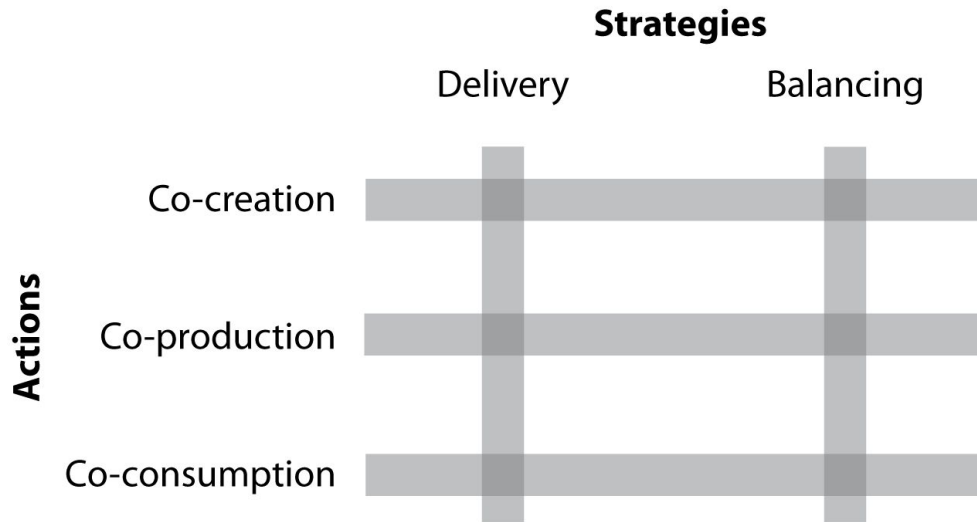 Strategies
Delivery
Balancing
Co-creation
Actions
Co-production
Co-consumption